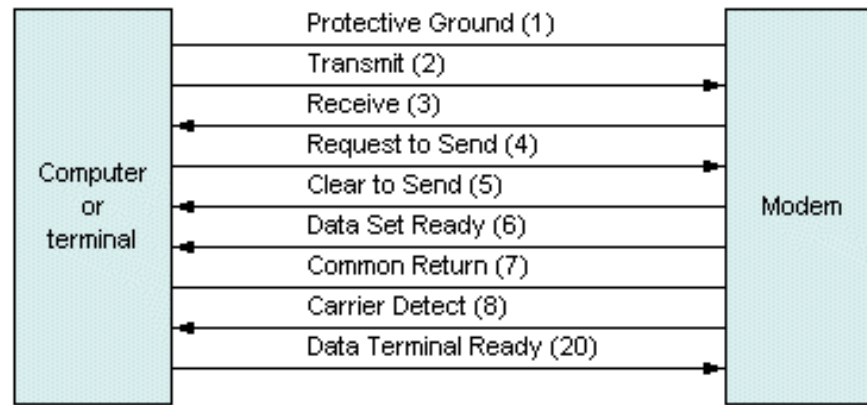 Protective Ground (1)
Transmit (2)
Receive (3)
Request to Send (4)
Clear to Send (5)
Data Set Ready (6)
Common Return (7)
Carrier Detect (8)
Data Terminal Ready (20)
Computer
or
terminal
Modem